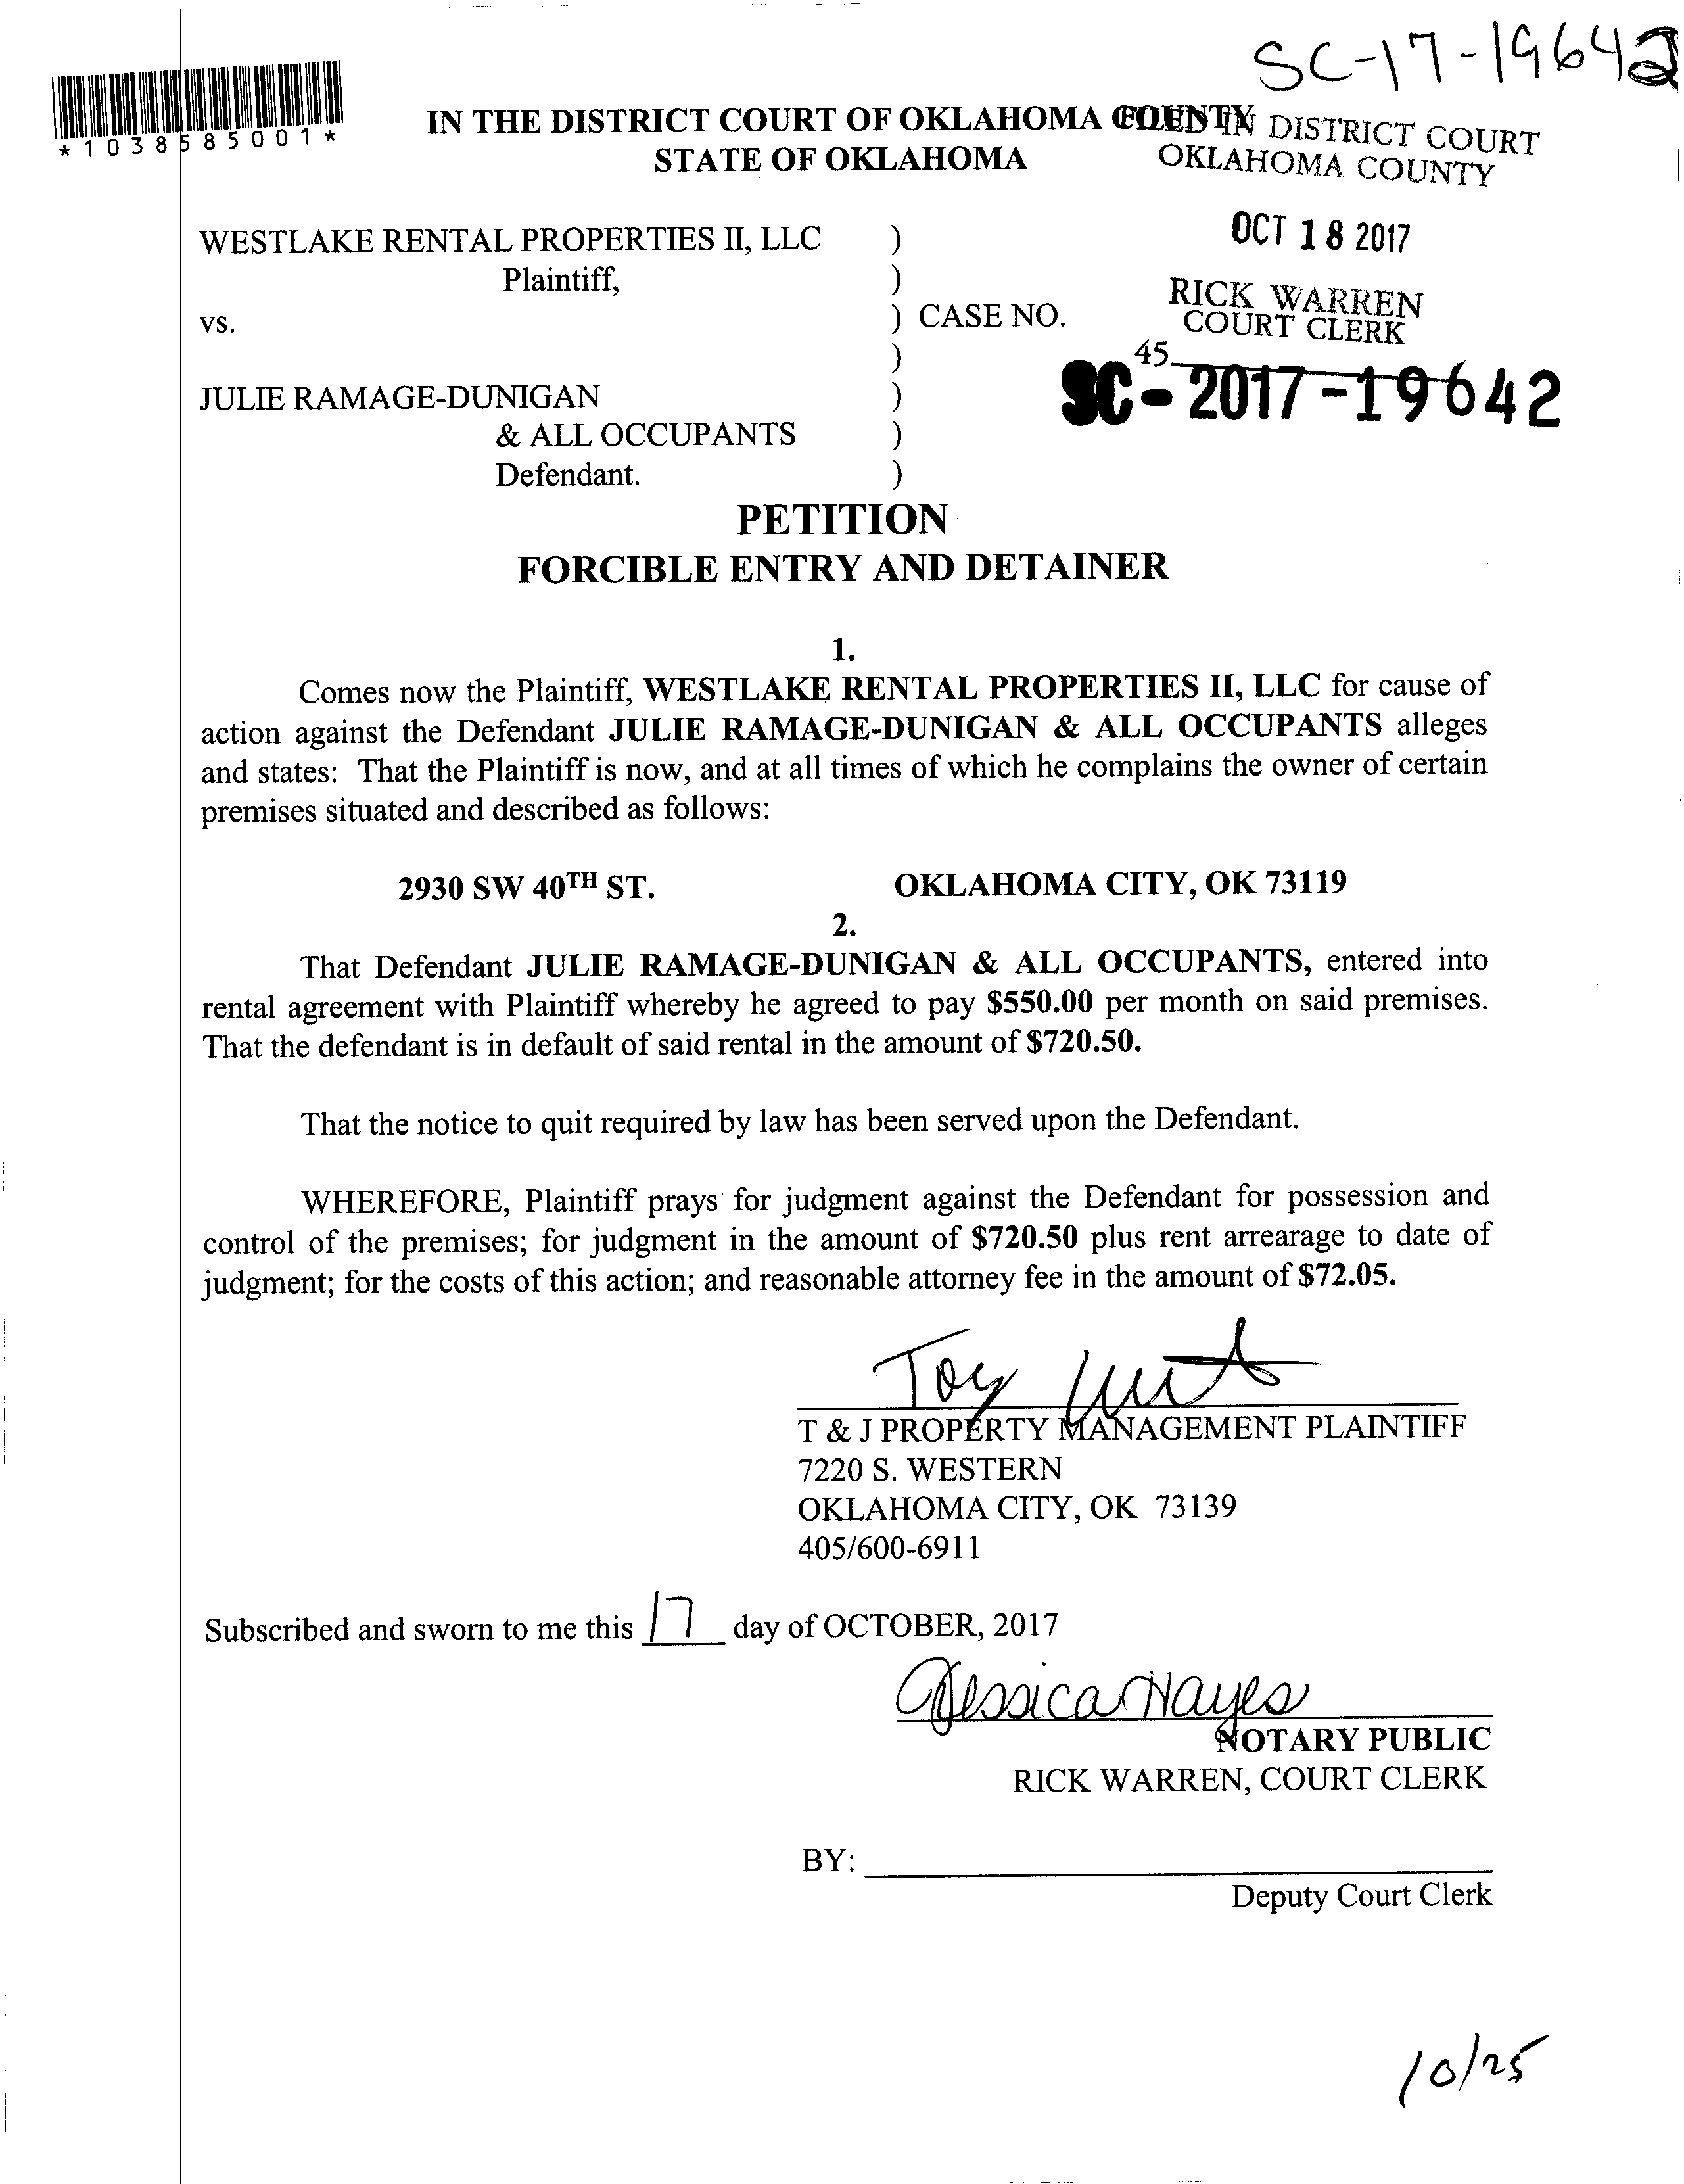 SC-17-19642
*1038585001*
IN THE DISTRICT COURT OF OKLAHOMA COUNTY
STATE OF OKLAHOMA
FILED IN DISTRICT COURT
OKLAHOMA COUNTY
OCT 18 2017
RICK WARREN
COURT CLERK
45
WESTLAKE RENTAL PROPERTIES II, LLC )
Plaintiff, )
vs. ) CASE NO. SC-2017-19642
)
JULIE RAMAGE-DUNIGAN )
& ALL OCCUPANTS )
Defendant. )
PETITION
FORCIBLE ENTRY AND DETAINER
1.
Comes now the Plaintiff, WESTLAKE RENTAL PROPERTIES II, LLC for cause of
action against the Defendant JULIE RAMAGE-DUNIGAN & ALL OCCUPANTS alleges
and states: That the Plaintiff is now, and at all times of which he complains the owner of certain
premises situated and described as follows:
2930 SW 40TH ST. OKLAHOMA CITY, OK 73119
2.
That Defendant JULIE RAMAGE-DUNIGAN & ALL OCCUPANTS, entered into
rental agreement with Plaintiff whereby he agreed to pay $550.00 per month on said premises.
That the defendant is in default of said rental in the amount of $720.50.
That the notice to quit required by law has been served upon the Defendant.
WHEREFORE, Plaintiff prays for judgment against the Defendant for possession and
control of the premises; for judgment in the amount of $720.50 plus rent arrearage to date of
judgment; for the costs of this action; and reasonable attorney fee in the amount of $72.05.
T & J PROPERTY MANAGEMENT PLAINTIFF
7220 S. WESTERN
OKLAHOMA CITY, OK 73139
405/600-6911
Subscribed and sworn to me this 17 day of OCTOBER, 2017
Jessica Hayes
NOTARY PUBLIC
RICK WARREN, COURT CLERK
BY:
Deputy Court Clerk
10/25